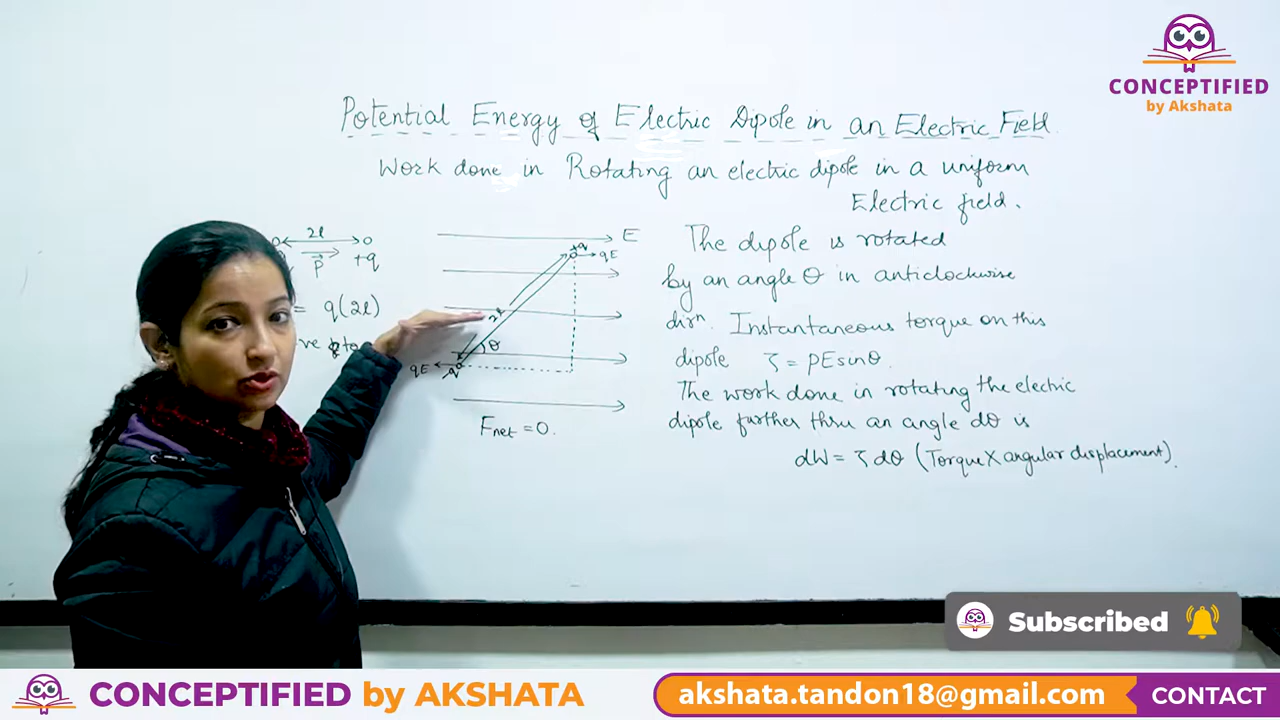 CONCEPTIFIED
by Akshata
Potential Energy of Electric Dipole in an Electric Field.
Work done in Rotating an electric dipole in a uniform
Electric field.
2l
p
+q
= q(2l)
E
+q
qE
2l
θ
qE
-q
Fnet = 0.
The dipole is rotated
by an angle θ in anticlockwise
dirⁿ. Instantaneous torque on this
dipole τ = pEsinθ.
The work done in rotating the electric
dipole further thru an angle dθ is
dW = τ dθ (Torque X angular displacement).
Subscribed
CONCEPTIFIED by AKSHATA
akshata.tandon18@gmail.com
CONTACT